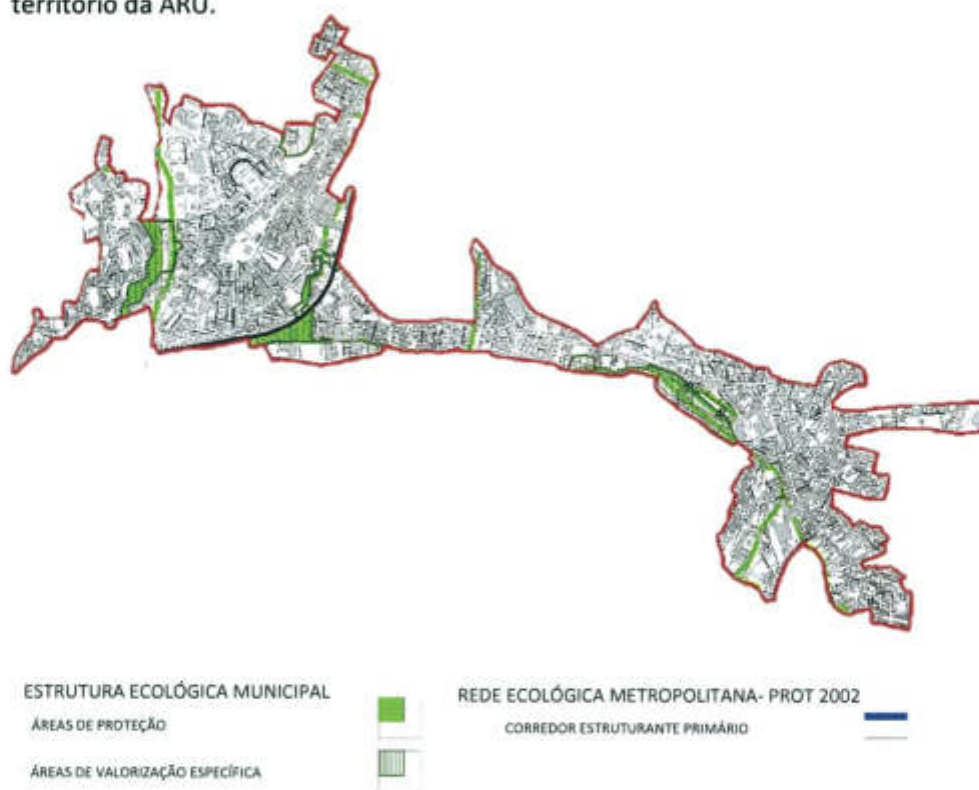 território da ARU.
ESTRUTURA ECOLÓGICA MUNICIPAL
ÁREAS DE PROTEÇÃO
ÁREAS DE VALORIZAÇÃO ESPECÍFICA
REDE ECOLÓGICA METROPOLITANA- PROT 2002
CORREDOR ESTRUTURANTE PRIMÁRIO